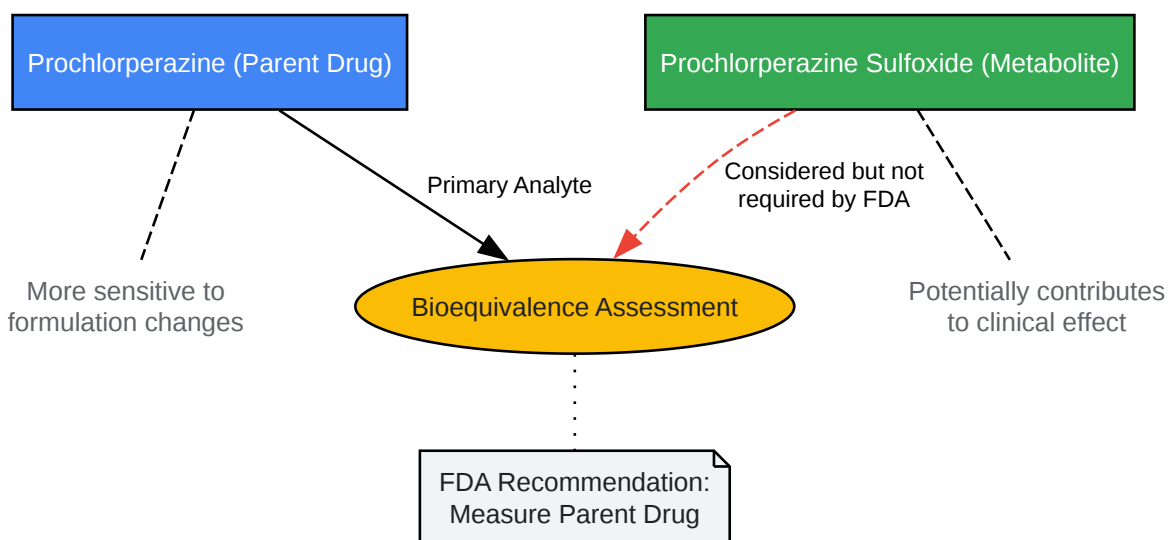 Prochlorperazine (Parent Drug)
Prochlorperazine Sulfoxide (Metabolite)
Primary Analyte
Considered but not
required by FDA
More sensitive to
formulation changes
Bioequivalence Assessment
Potentially contributes
to clinical effect
FDA Recommendation:
Measure Parent Drug